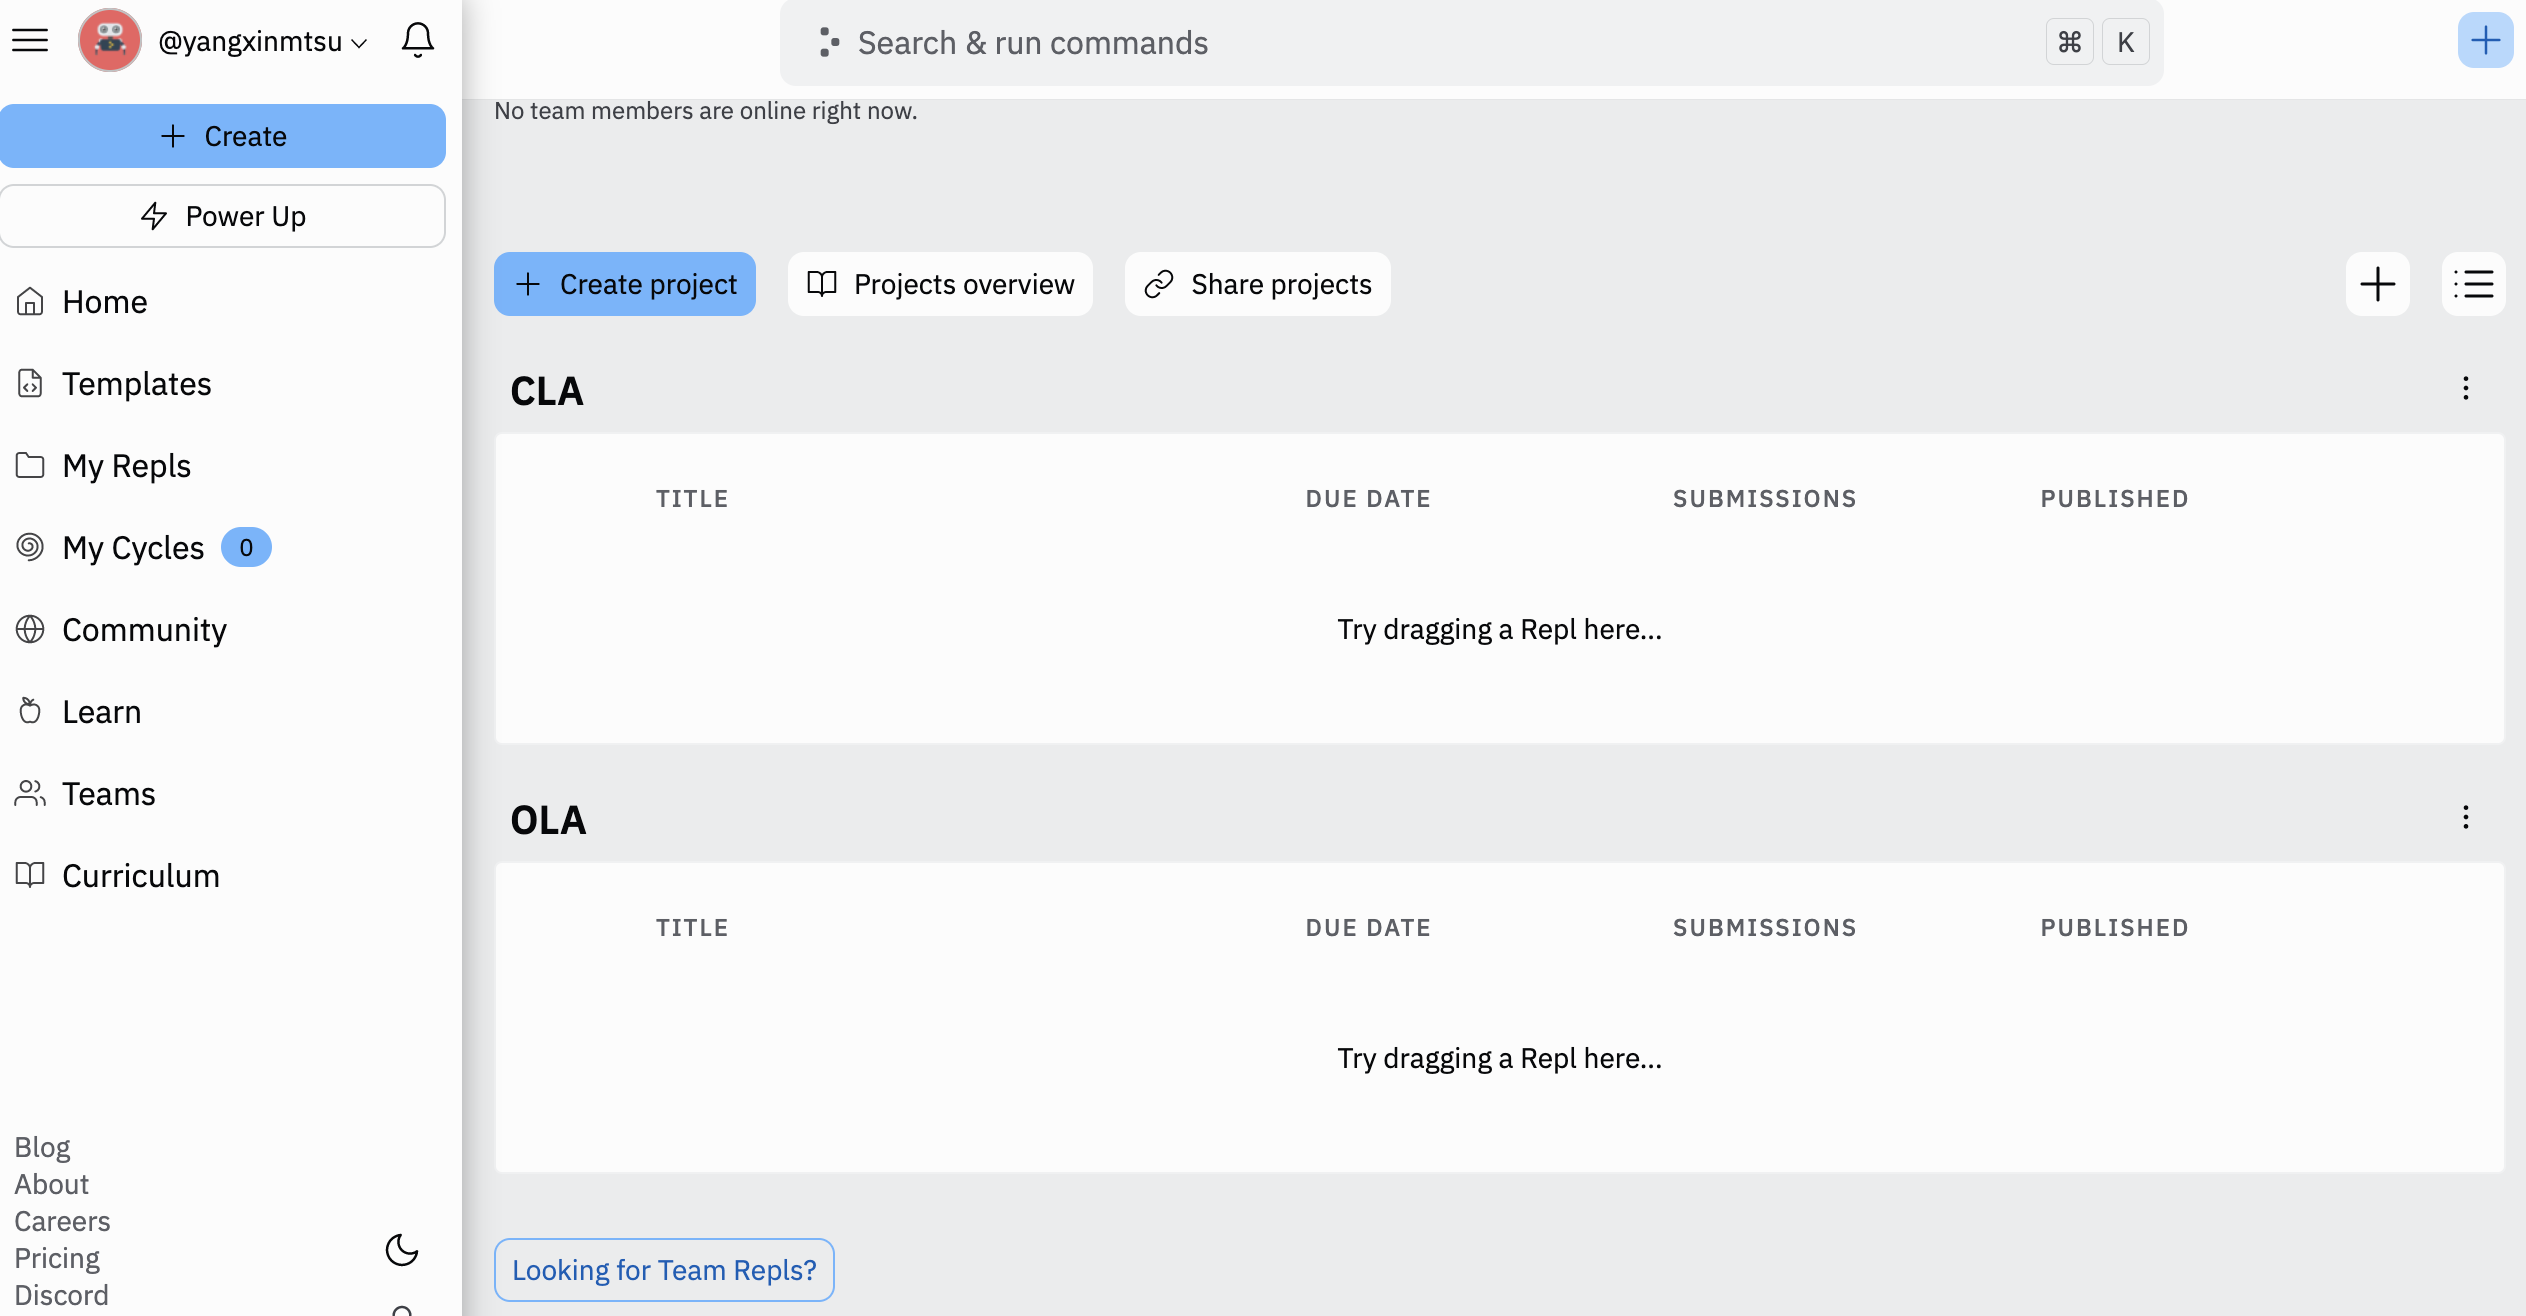 @yangxinmtsu
Search & run commands
⌘ K
Create
Power Up
Home
Templates
My Repls
My Cycles 0
Community
Learn
Teams
Curriculum
Blog
About
Careers
Pricing
Discord
No team members are online right now.
Create project
Projects overview
Share projects
CLA
TITLE DUE DATE SUBMISSIONS PUBLISHED
Try dragging a Repl here...
OLA
TITLE DUE DATE SUBMISSIONS PUBLISHED
Try dragging a Repl here...
Looking for Team Repls?